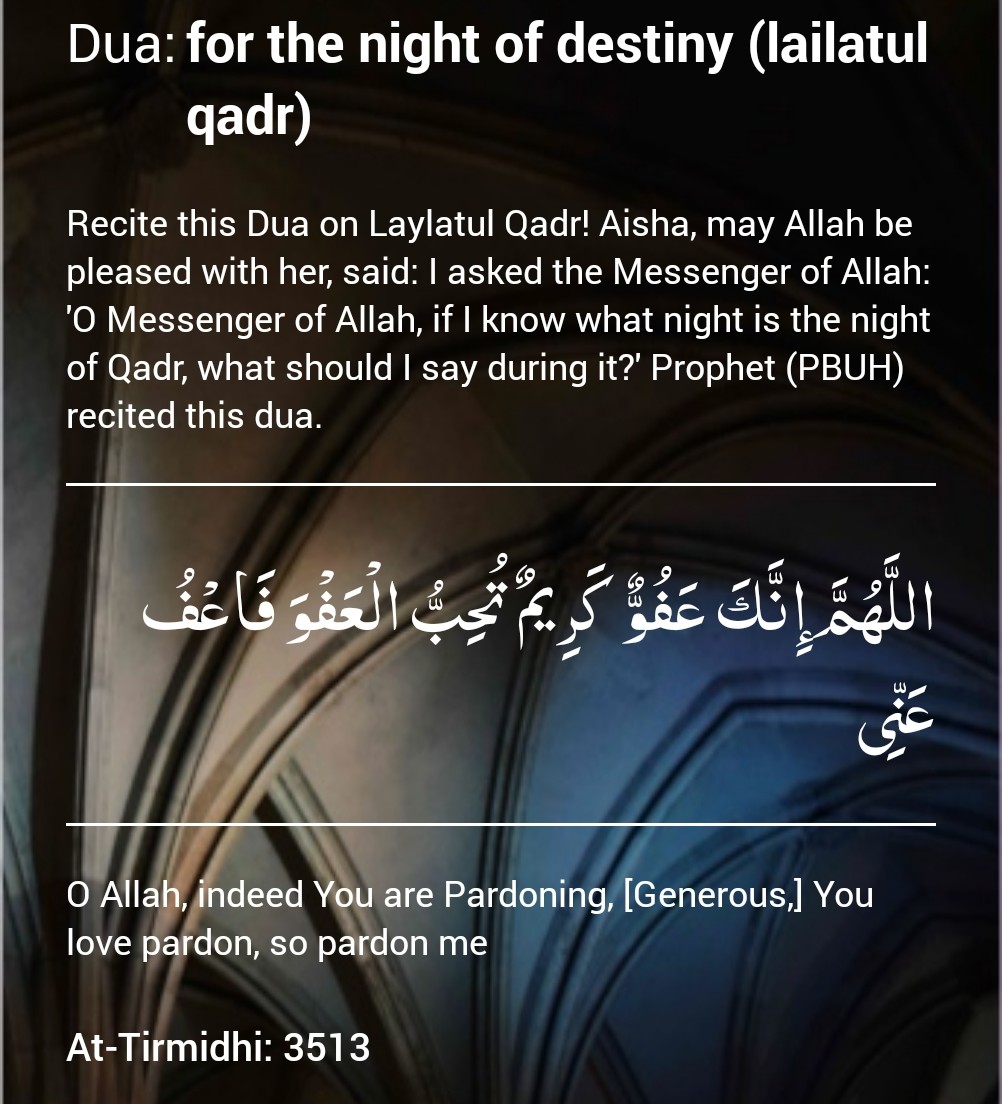 Dua: for the night of destiny (lailatul
qadr)
Recite this Dua on Laylatul Qadr! Aisha, may Allah be
pleased with her, said: I asked the Messenger of Allah:
'O Messenger of Allah, if I know what night is the night
of Qadr, what should I say during it?' Prophet (PBUH)
recited this dua.
اللَّهُمَّ إِنَّكَ عَفُوٌّ كَرِيمٌ تُحِبُّ الْعَفْوَ فَاعْفُ
عَنِّي
O Allah, indeed You are Pardoning, [Generous,] You
love pardon, so pardon me
At-Tirmidhi: 3513